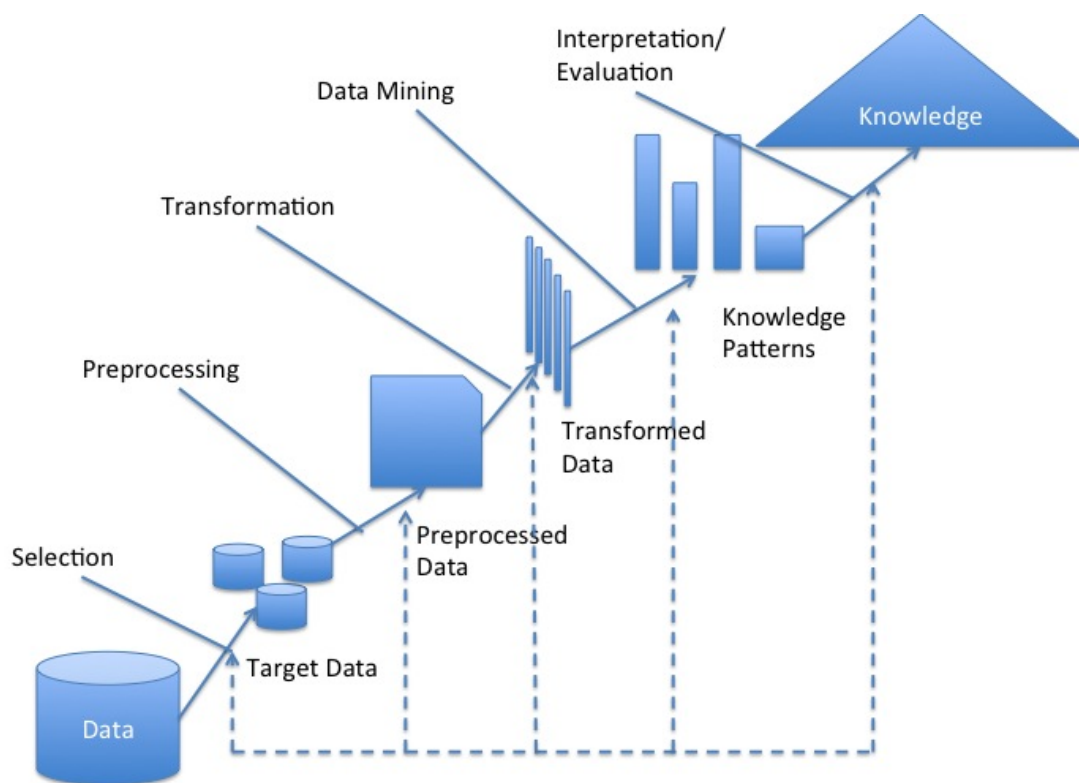 Interpretation/
Evaluation
Knowledge
Data Mining
Transformation
Knowledge
Patterns
Preprocessing
Transformed
Data
Preprocessed
Data
Selection
Target Data
Data